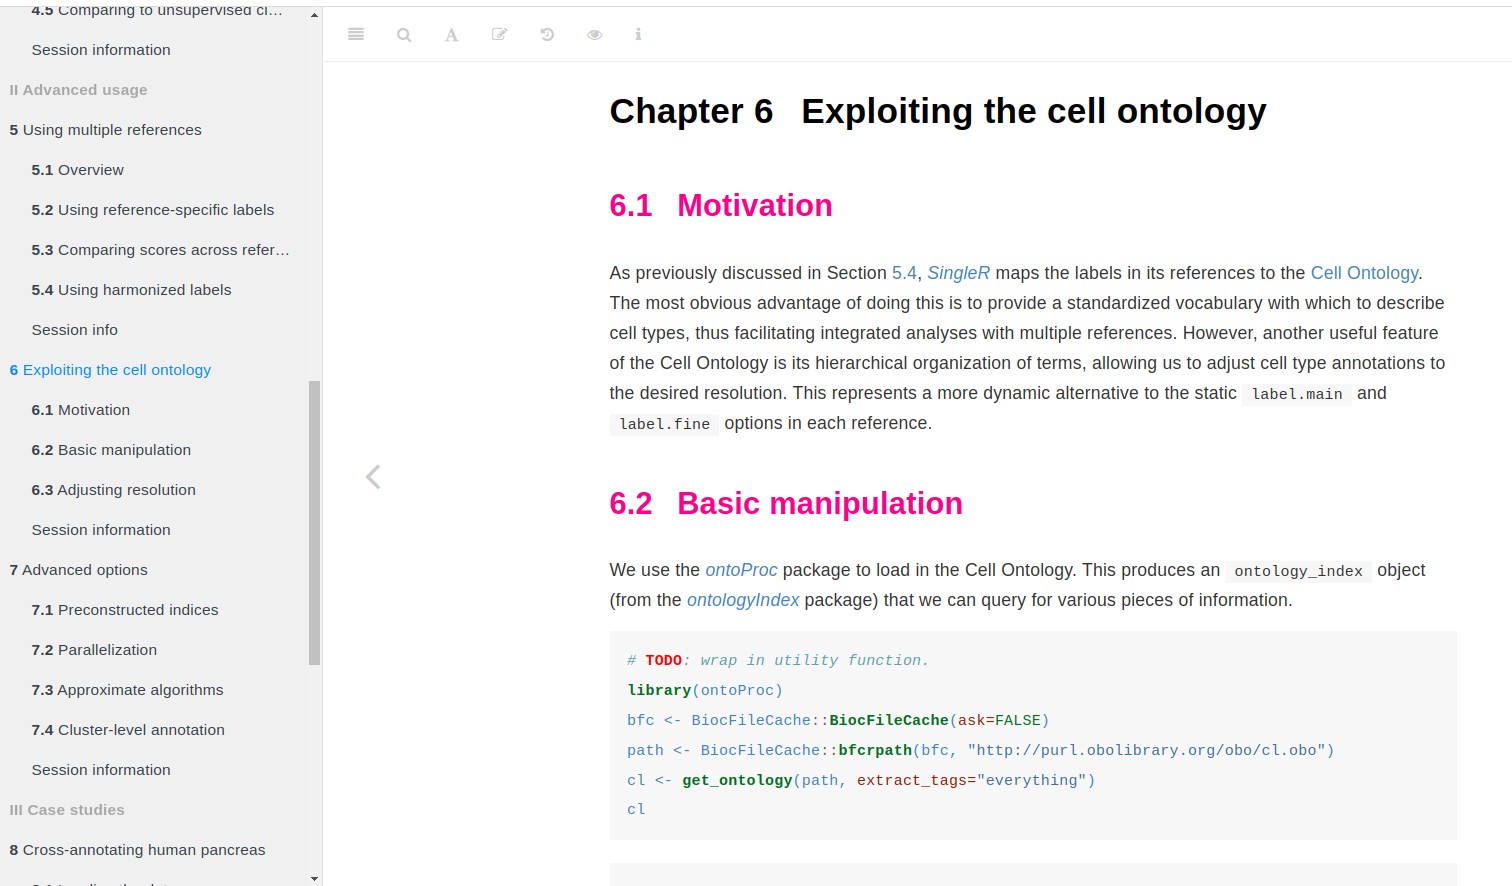 4.5 Comparing to unsupervised cl…
Session information
II Advanced usage
5 Using multiple references
5.1 Overview
5.2 Using reference-specific labels
5.3 Comparing scores across refer…
5.4 Using harmonized labels
Session info
6 Exploiting the cell ontology
6.1 Motivation
6.2 Basic manipulation
6.3 Adjusting resolution
Session information
7 Advanced options
7.1 Preconstructed indices
7.2 Parallelization
7.3 Approximate algorithms
7.4 Cluster-level annotation
Session information
III Case studies
8 Cross-annotating human pancreas
Chapter 6 Exploiting the cell ontology
6.1 Motivation
As previously discussed in Section 5.4, SingleR maps the labels in its references to the Cell Ontology.
The most obvious advantage of doing this is to provide a standardized vocabulary with which to describe
cell types, thus facilitating integrated analyses with multiple references. However, another useful feature
of the Cell Ontology is its hierarchical organization of terms, allowing us to adjust cell type annotations to
the desired resolution. This represents a more dynamic alternative to the static label.main and
label.fine options in each reference.
6.2 Basic manipulation
We use the ontoProc package to load in the Cell Ontology. This produces an ontology_index object
(from the ontologyIndex package) that we can query for various pieces of information.
# TODO: wrap in utility function.
library(ontoProc)
bfc <- BiocFileCache::BiocFileCache(ask=FALSE)
path <- BiocFileCache::bfcrpath(bfc, "http://purl.obolibrary.org/obo/cl.obo")
cl <- get_ontology(path, extract_tags="everything")
cl